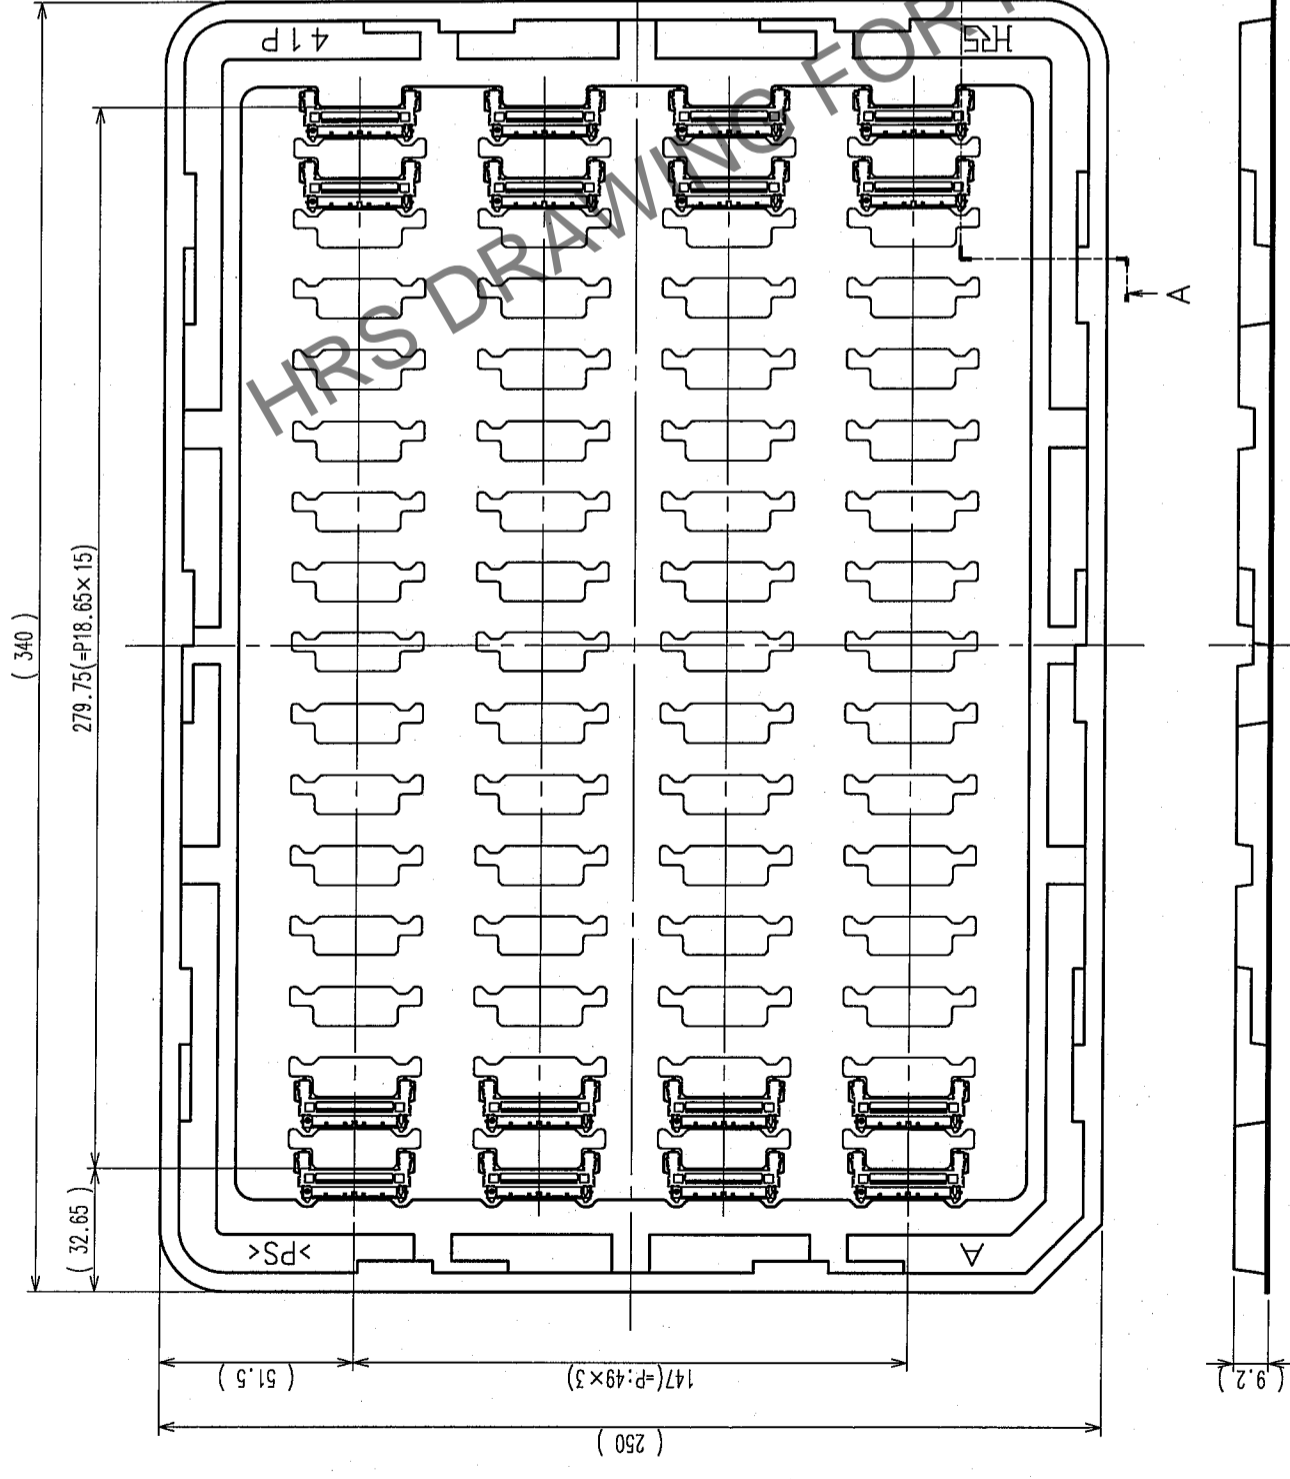 41P
HRS
HRS DRAWING FOR
( 340 )
279.75(=P18.65×15)
A
( 32.65 )
>PS<
A
( 51.5 )
147(=P:49×3)
( 9.2 )
( 250 )